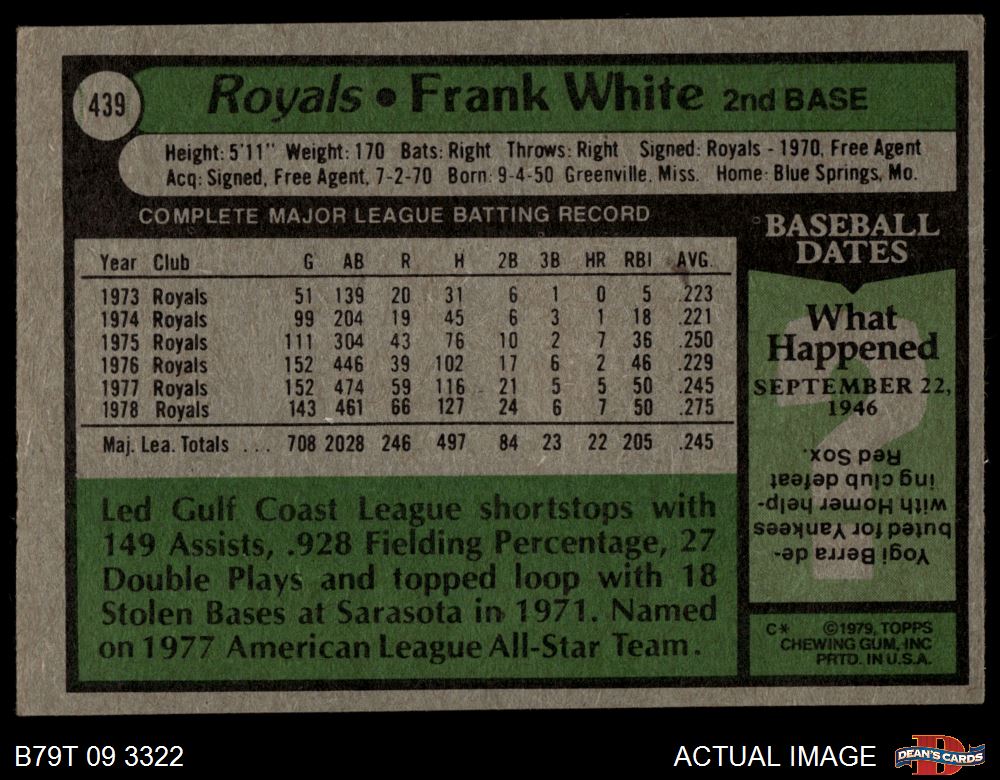 439
Royals • Frank White 2nd BASE
Height: 5'11" Weight: 170 Bats: Right Throws: Right Signed: Royals - 1970, Free Agent
Acq: Signed, Free Agent, 7-2-70 Born: 9-4-50 Greenville, Miss. Home: Blue Springs, Mo.
COMPLETE MAJOR LEAGUE BATTING RECORD
Year Club G AB R H 2B 3B HR RBI AVG.
1973 Royals 51 139 20 31 6 1 0 5 .223
1974 Royals 99 204 19 45 6 3 1 18 .221
1975 Royals 111 304 43 76 10 2 7 36 .250
1976 Royals 152 446 39 102 17 6 2 46 .229
1977 Royals 152 474 59 116 21 5 5 50 .245
1978 Royals 143 461 66 127 24 6 7 50 .275
Maj. Lea. Totals . . . 708 2028 246 497 84 23 22 205 .245
Led Gulf Coast League shortstops with
149 Assists, .928 Fielding Percentage, 27
Double Plays and topped loop with 18
Stolen Bases at Sarasota in 1971. Named
on 1977 American League All-Star Team.
BASEBALL
DATES
What
Happened
SEPTEMBER 22,
1946
Yogi Berra de-
buted for Yankees
with Homer help-
ing club defeat
Red Sox.
C* ©1979, TOPPS
CHEWING GUM, INC
PRTD. IN U.S.A.
B79T 09 3322
ACTUAL IMAGE
DEAN'S CARDS